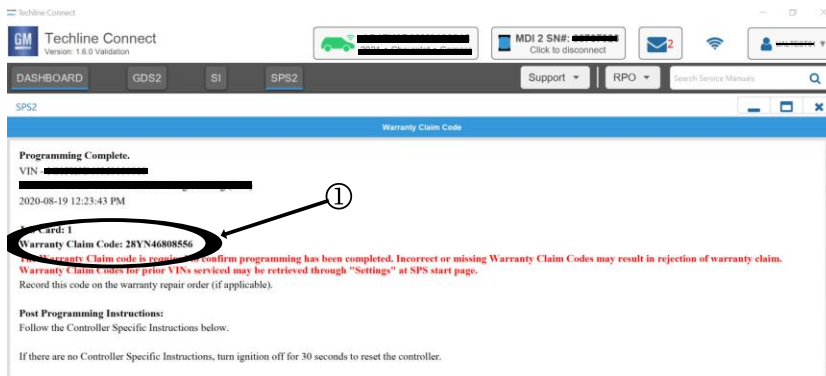 Techline Connect
GM
Techline Connect
Version: 1.6.0 Validation
MDI 2 SN#:
Click to disconnect
2
DASHBOARD GDS2 SI SPS2 Support RPO Search Service Manuals
SPS2
Warranty Claim Code
Programming Complete.
VIN -
2020-08-19 12:23:43 PM
①
Card: 1
Warranty Claim Code: 28YN46808556
The Warranty Claim code is required to confirm programming has been completed. Incorrect or missing Warranty Claim Codes may result in rejection of warranty claim.
Warranty Claim Codes for prior VINs serviced may be retrieved through "Settings" at SPS start page.
Record this code on the warranty repair order (if applicable).
Post Programming Instructions:
Follow the Controller Specific Instructions below.
If there are no Controller Specific Instructions, turn ignition off for 30 seconds to reset the controller.